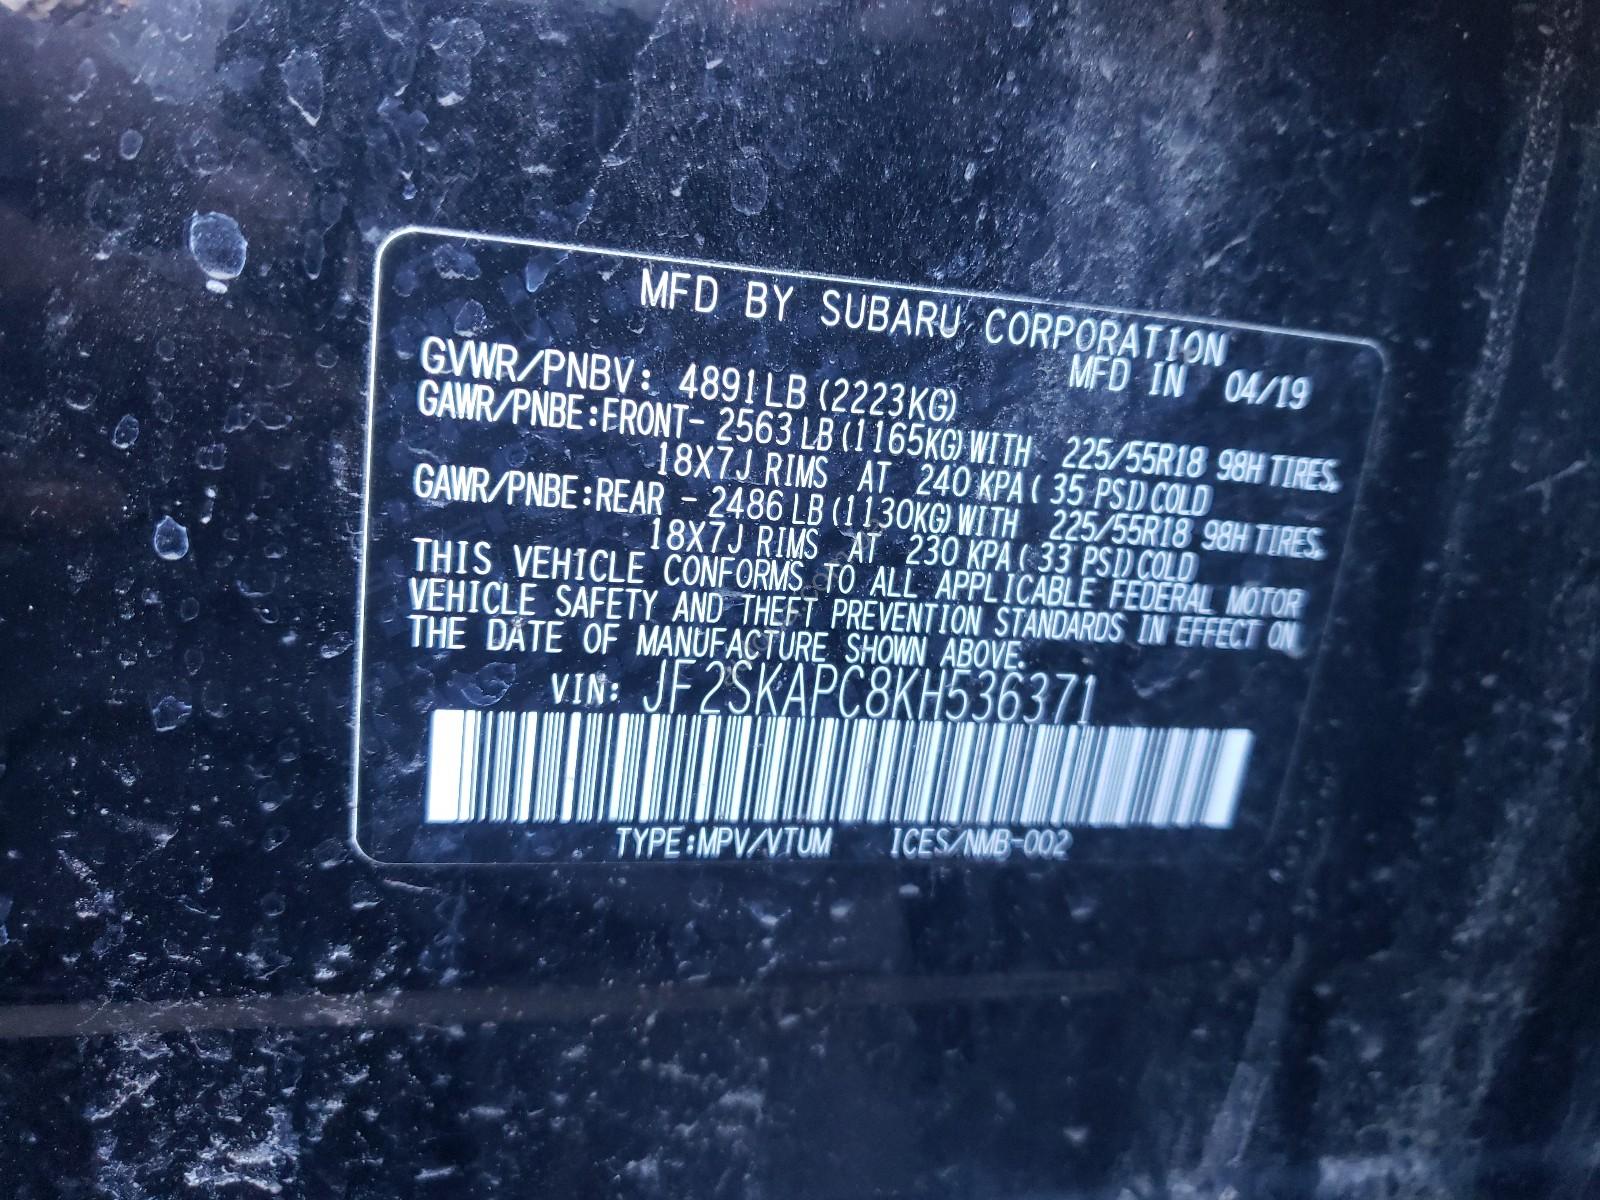 MFD BY SUBARU CORPORATION
MFD IN 04/19
GVWR/PNBV: 4891LB (2223KG)
GAWR/PNBE:FRONT- 2563 LB (1165KG) WITH 225/55R18 98H TIRES,
18X7J RIMS AT 240 KPA ( 35 PSI) COLD
GAWR/PNBE:REAR - 2486 LB (1130KG) WITH 225/55R18 98H TIRES,
18X7J RIMS AT 230 KPA ( 33 PSI) COLD
THIS VEHICLE CONFORMS TO ALL APPLICABLE FEDERAL MOTOR
VEHICLE SAFETY AND THEFT PREVENTION STANDARDS IN EFFECT ON
THE DATE OF MANUFACTURE SHOWN ABOVE.
VIN: JF2SKAPC8KH536371
TYPE:MPV/VTUM ICES/NMB-002